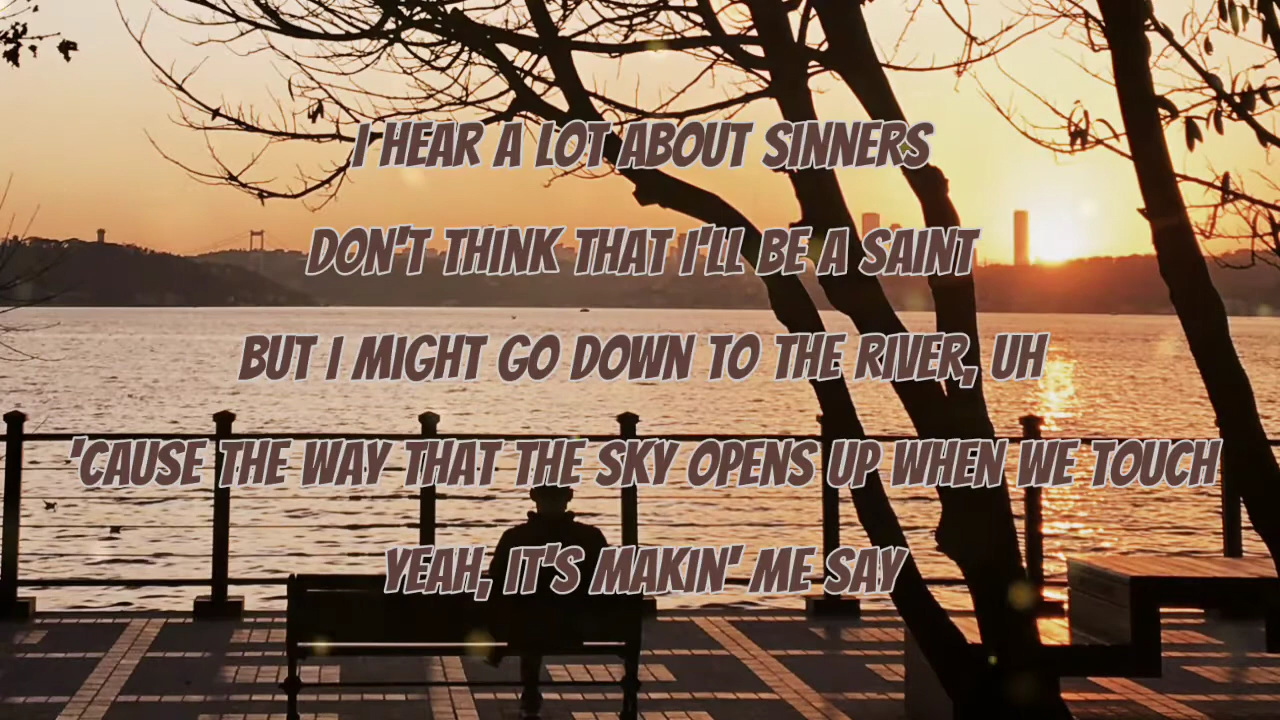 I HEAR A LOT ABOUT SINNERS
DON'T THINK THAT I'LL BE A SAINT
BUT I MIGHT GO DOWN TO THE RIVER, UH
'CAUSE THE WAY THAT THE SKY OPENS UP WHEN WE TOUCH
YEAH, IT'S MAKIN' ME SAY